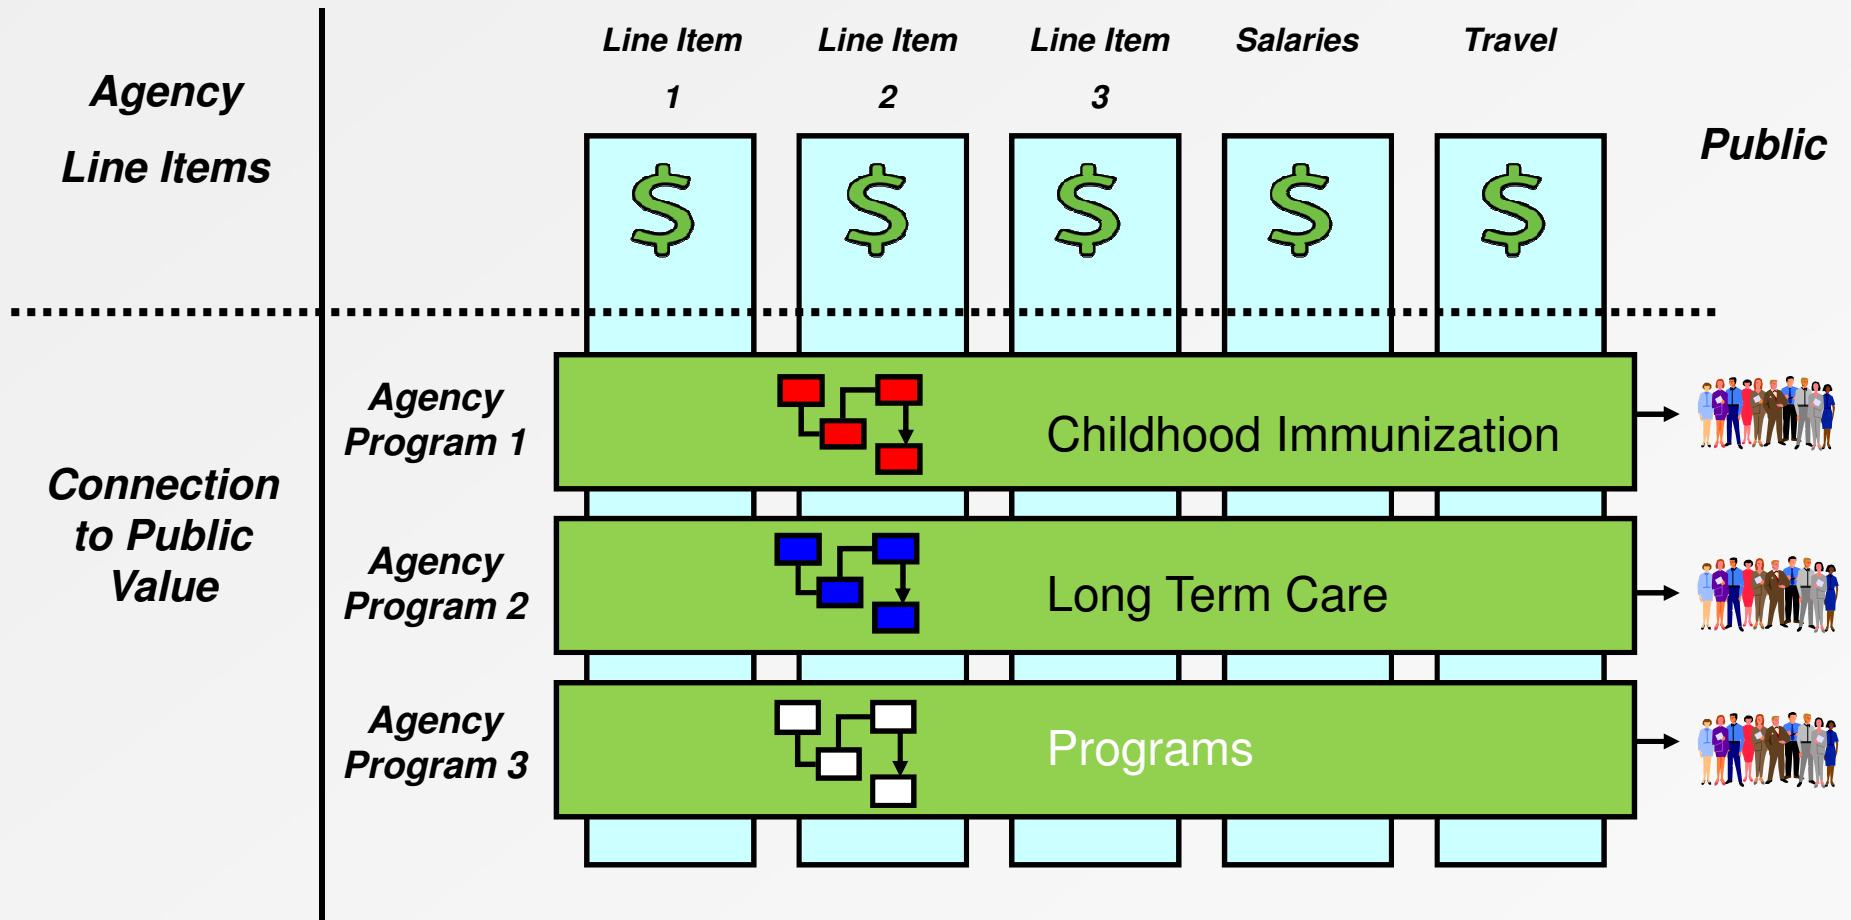 Agency
Line Items
Line Item
1
Line Item
2
Line Item
3
Salaries
Travel
Public
Connection
to Public
Value
Agency
Program 1
Childhood Immunization
Agency
Program 2
Long Term Care
Agency
Program 3
Programs
$
$
$
$
$